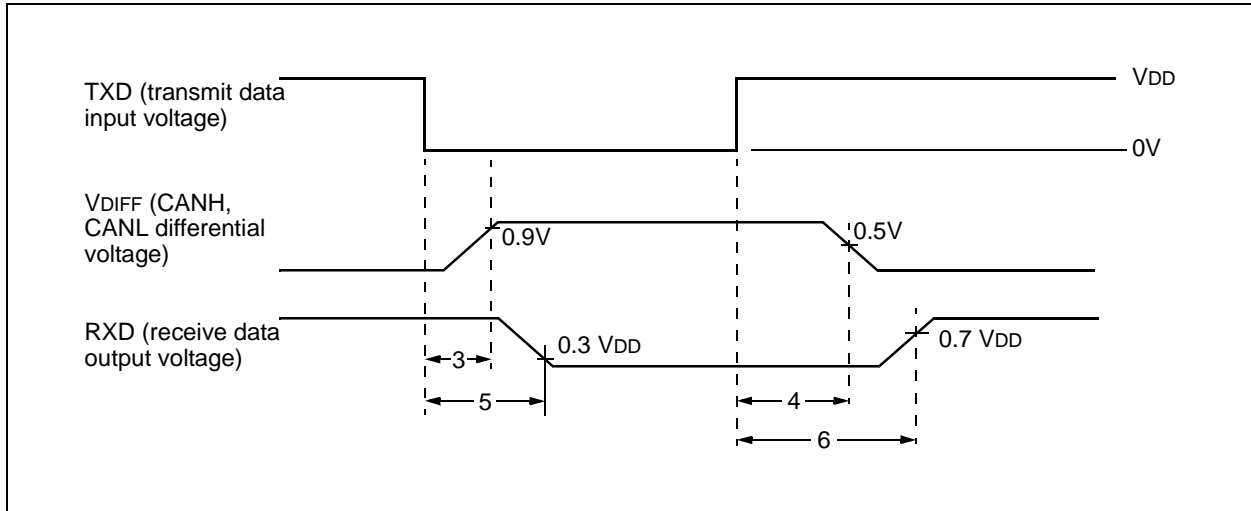 TXD (transmit data
input voltage)
VDD
0V
VDIFF (CANH,
CANL differential
voltage)
0.9V
0.5V
RXD (receive data
output voltage)
0.3 VDD
0.7 VDD
3
5
4
6